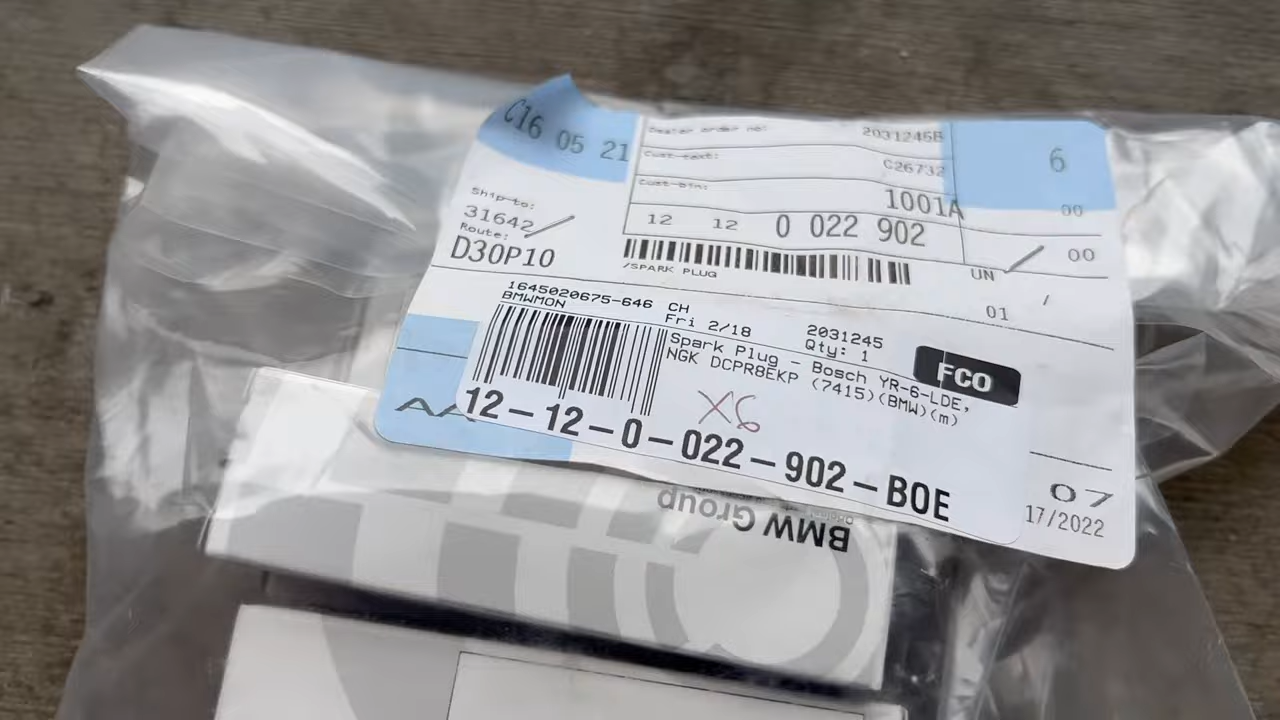 C16 05 21
Dealer order no: 2031245B
6
Cust-text: C26732
Cust-bin: 1001A
00
Ship to:
31642
Route:
D30P10
12 12 0 022 902
00
/SPARK PLUG
UN
01
/
1645020675-646 CH
BMWMON
Fri 2/18
2031245
Qty: 1
Spark Plug - Bosch YR-6-LDE,
NGK DCPR8EKP (7415)(BMW)(m)
FCO
X6
AA
12-12-0-022-902-BOE
07
17/2022
BMW Group